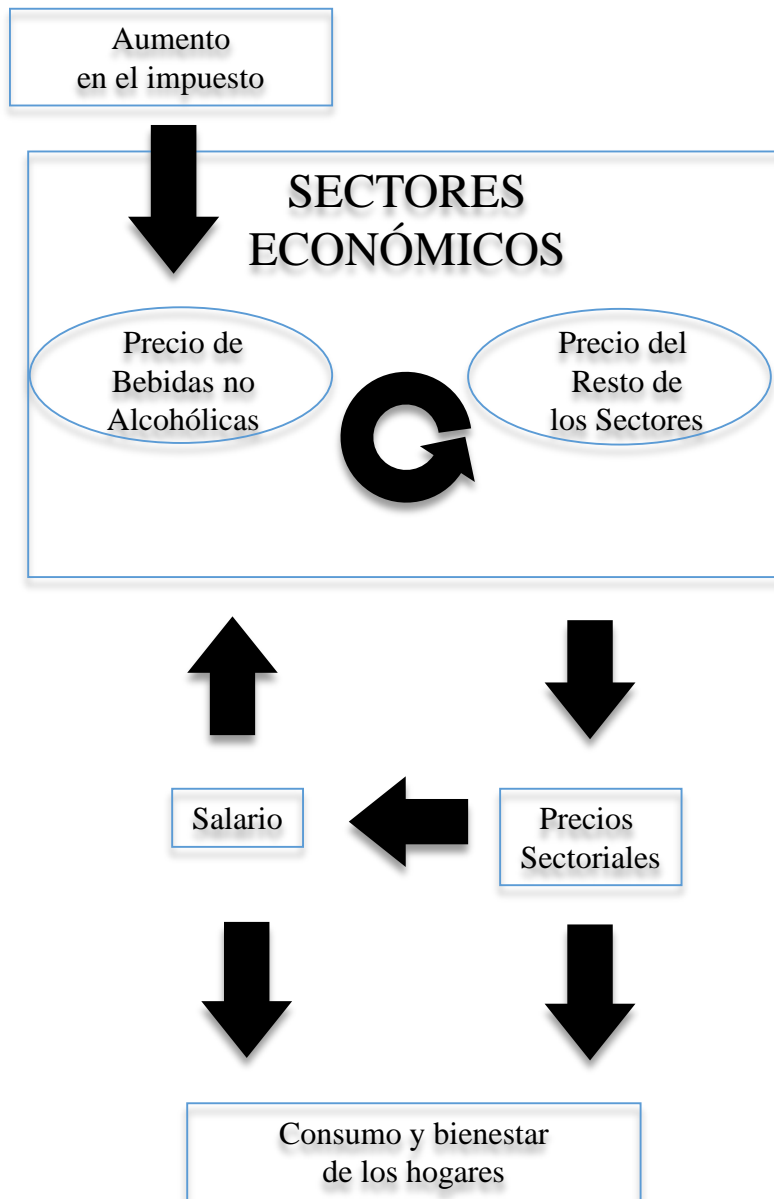 Aumento
en el impuesto
SECTORES
ECONÓMICOS
Precio de
Bebidas no
Alcohólicas
Precio del
Resto de
los Sectores
Salario
Precios
Sectoriales
Consumo y bienestar
de los hogares